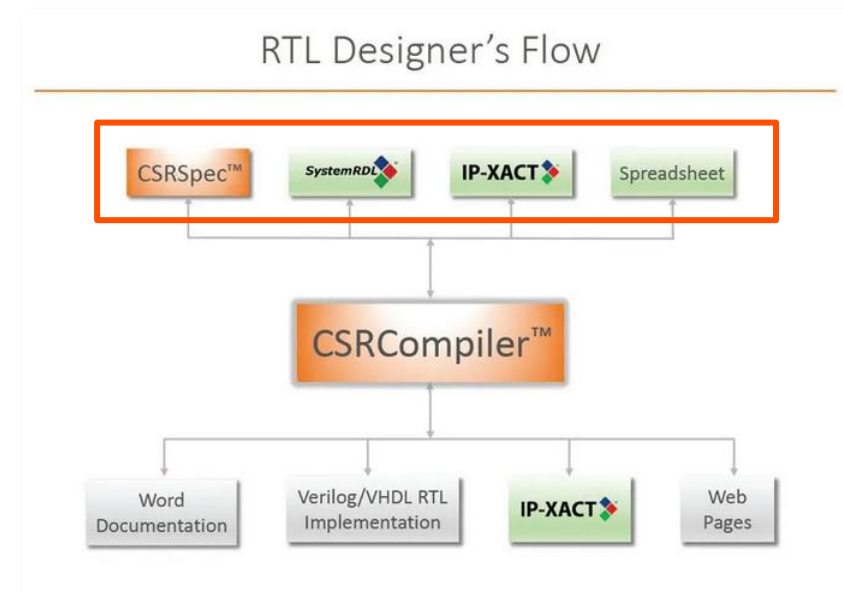 RTL Designer's Flow
CSRSpec™
SystemRDL
IP-XACT
Spreadsheet
CSRCompiler™
Word
Documentation
Verilog/VHDL RTL
Implementation
IP-XACT
Web
Pages